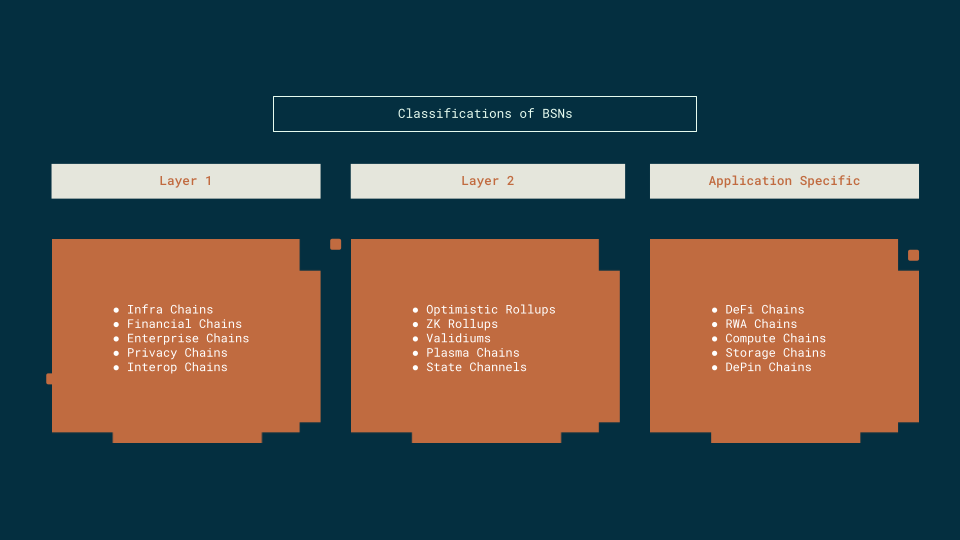 Classifications of BSNs
Layer 1
Layer 2
Application Specific
● Infra Chains
● Financial Chains
● Enterprise Chains
● Privacy Chains
● Interop Chains
● Optimistic Rollups
● ZK Rollups
● Validiums
● Plasma Chains
● State Channels
● DeFi Chains
● RWA Chains
● Compute Chains
● Storage Chains
● DePin Chains